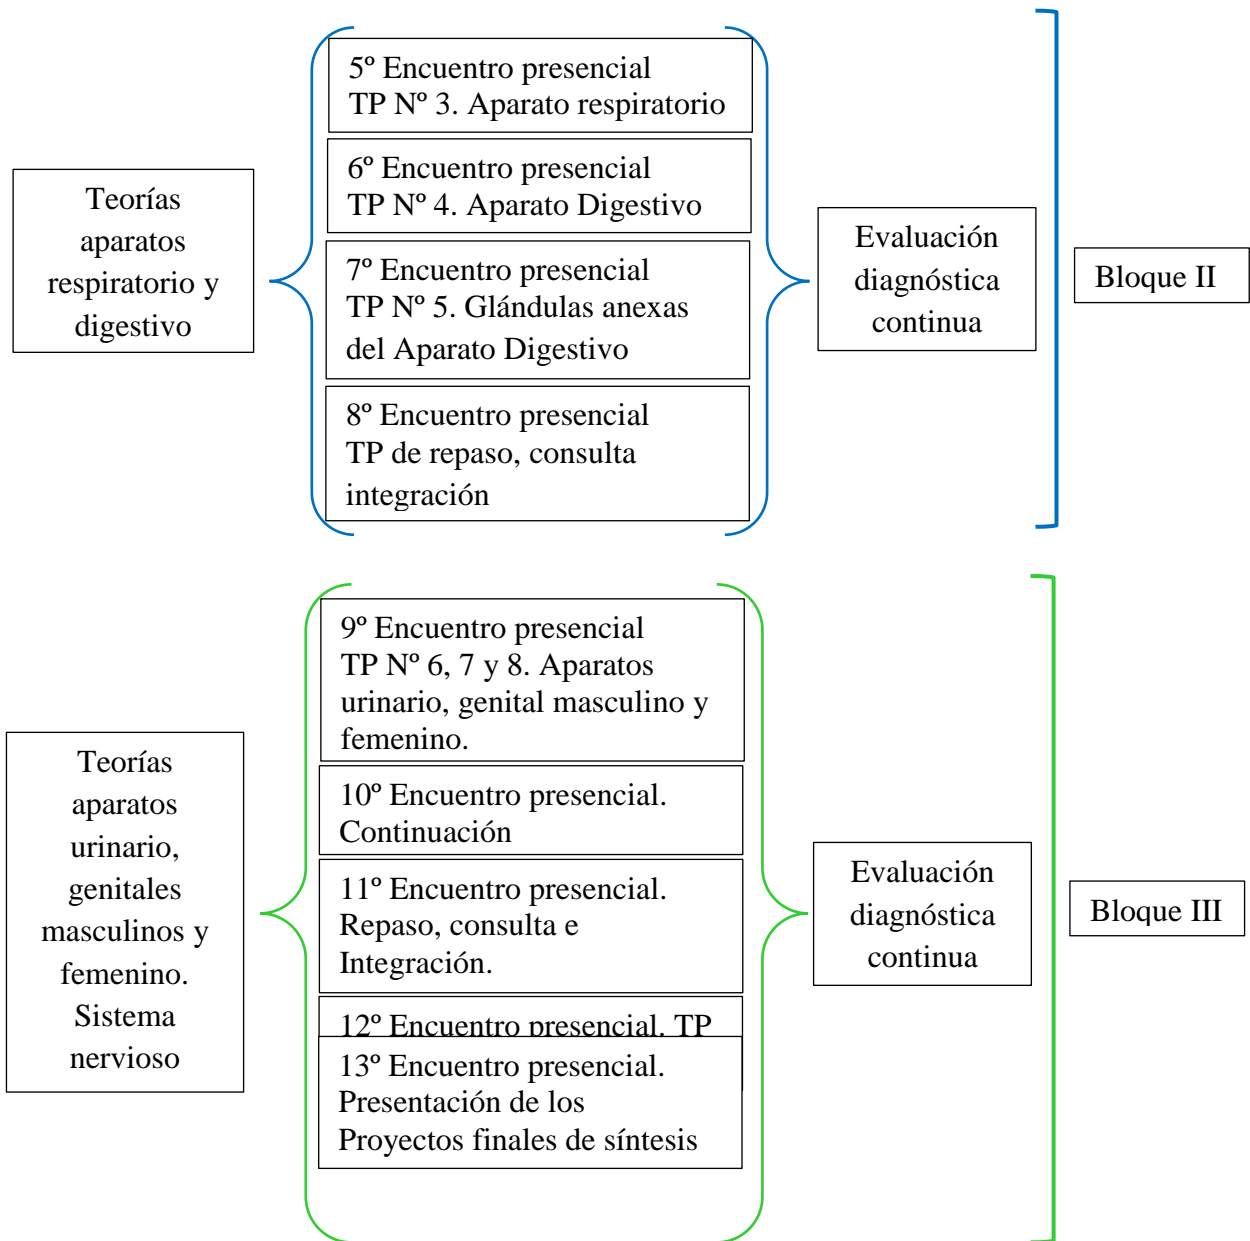 Teorías
aparatos
respiratorio y
digestivo
5º Encuentro presencial
TP Nº 3. Aparato respiratorio
6º Encuentro presencial
TP Nº 4. Aparato Digestivo
7º Encuentro presencial
TP Nº 5. Glándulas anexas
del Aparato Digestivo
8º Encuentro presencial
TP de repaso, consulta
integración
Evaluación
diagnóstica
continua
Bloque II
Teorías
aparatos
urinario,
genitales
masculinos y
femenino.
Sistema
nervioso
9º Encuentro presencial
TP Nº 6, 7 y 8. Aparatos
urinario, genital masculino y
femenino.
10º Encuentro presencial.
Continuación
11º Encuentro presencial.
Repaso, consulta e
Integración.
12º Encuentro presencial. TP
13º Encuentro presencial.
Presentación de los
Proyectos finales de síntesis
Evaluación
diagnóstica
continua
Bloque III